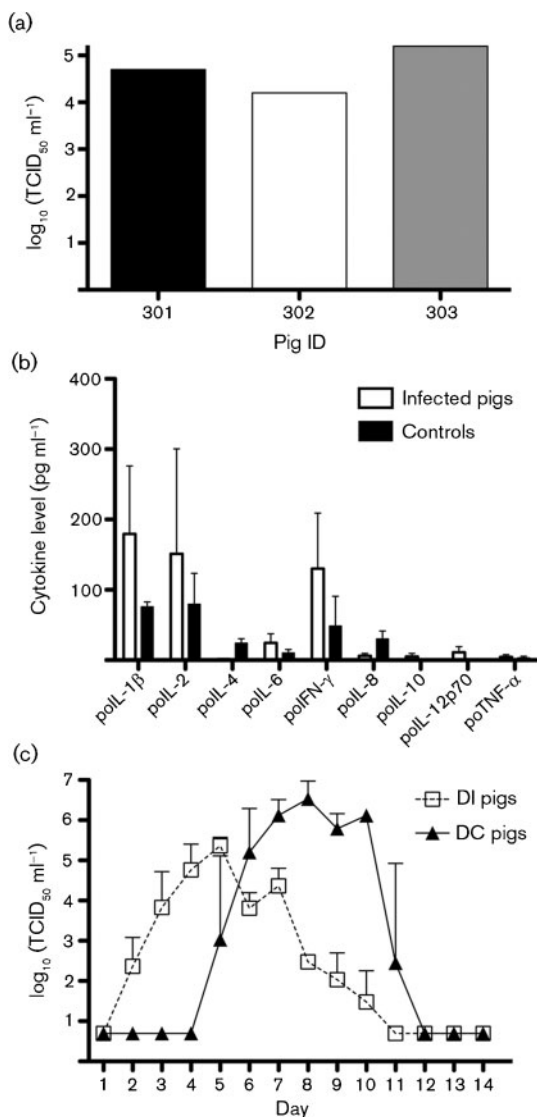 (a)
5
4
3
2
1
log₁₀ (TCID₅₀ ml⁻¹)
301 302 303
Pig ID
(b)
400
300
200
100
Cytokine level (pg ml⁻¹)
Infected pigs
Controls
poIL-1β poIL-2 poIL-4 poIL-6 poIFN-γ poIL-8 poIL-10 poIL-12p70 poTNF-α
(c)
7
6
5
4
3
2
1
log₁₀ (TCID₅₀ ml⁻¹)
DI pigs
DC pigs
1 2 3 4 5 6 7 8 9 10 11 12 13 14
Day